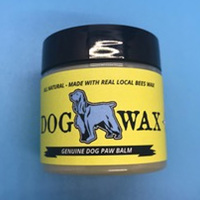 ALL NATURAL - MADE WITH REAL LOCAL BEES WAX
DOG WAX
GENUINE DOG PAW BALM